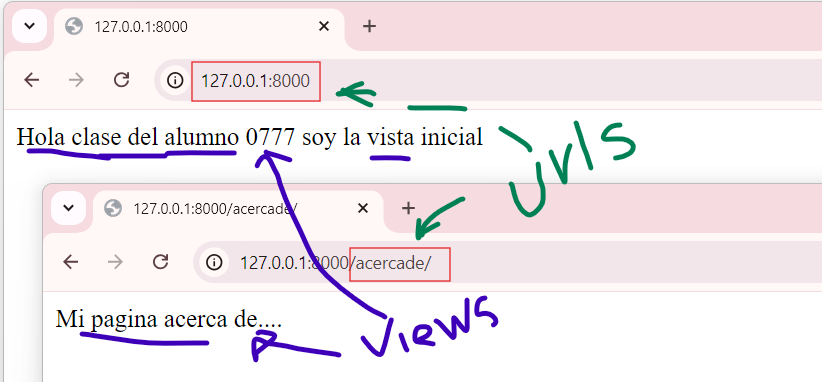 127.0.0.1:8000
127.0.0.1:8000
Hola clase del alumno 0777 soy la vista inicial
urls
127.0.0.1:8000/acercade/
127.0.0.1:8000/acercade/
Mi pagina acerca de....
views